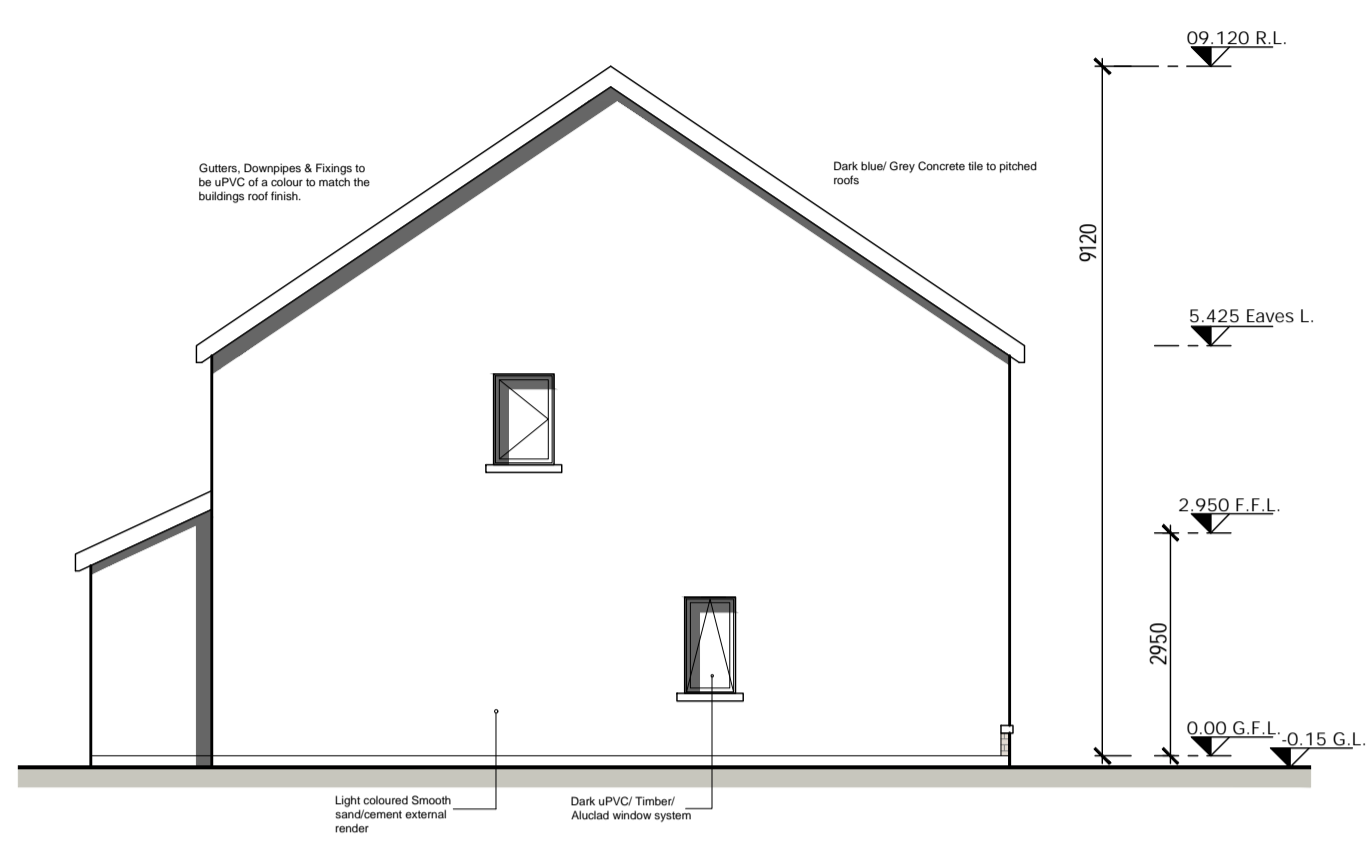 09.120 R.L.
Gutters, Downpipes & Fixings to
be uPVC of a colour to match the
buildings roof finish.
Dark blue/ Grey Concrete tile to pitched
roofs
9120
5.425 Eaves L.
2.950 F.F.L.
2950
0.00 G.F.L.
-0.15 G.L.
Light coloured Smooth
sand/cement external
render
Dark uPVC/ Timber/
Aluclad window system